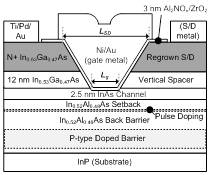 3 nm Al₂NOₓ/ZrO₂
Ti/Pd/
Au
L_SD
(S/D
metal)
Ni/Au
(gate metal)
N+ In₀.₅₃Ga₀.₄₇As
Regrown S/D
L_g
12 nm In₀.₅₃Ga₀.₄₇As
Vertical Spacer
2.5 nm InAs Channel
In₀.₅₂Al₀.₄₈As Setback
Pulse Doping
In₀.₅₂Al₀.₄₈As Back Barrier
P-type Doped Barrier
InP (Substrate)